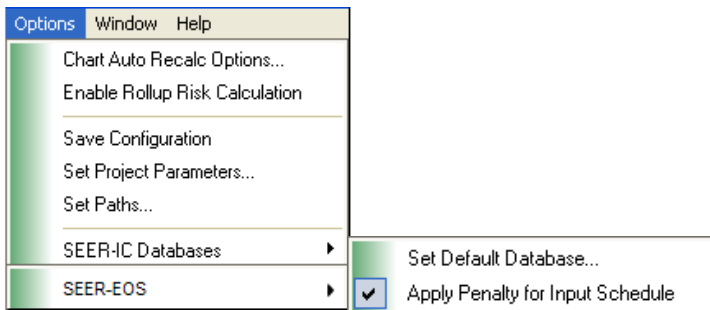 Options Window Help
Chart Auto Recalc Options...
Enable Rollup Risk Calculation
Save Configuration
Set Project Parameters...
Set Paths...
SEER-IC Databases
Set Default Database...
SEER-EOS
Apply Penalty for Input Schedule